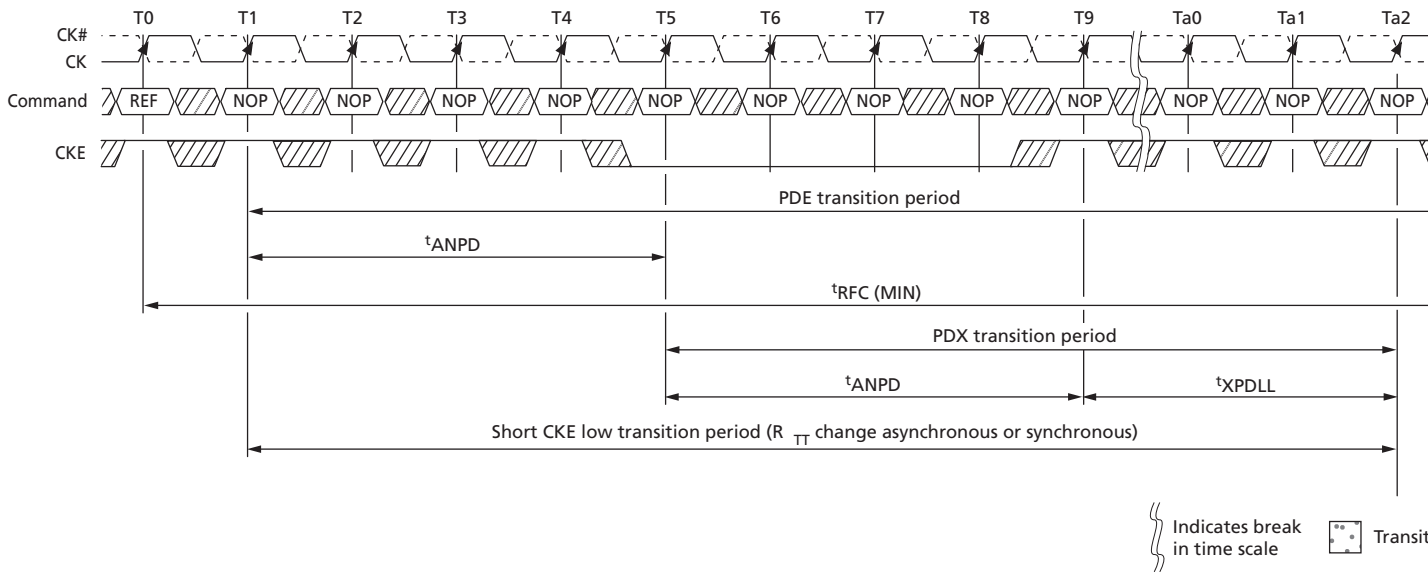 T0 T1 T2 T3 T4 T5 T6 T7 T8 T9 Ta0 Ta1 Ta2
CK#
CK
Command REF NOP NOP NOP NOP NOP NOP NOP NOP NOP NOP NOP NOP
CKE
PDE transition period
tANPD
tRFC (MIN)
PDX transition period
tANPD tXPDLL
Short CKE low transition period (R TT change asynchronous or synchronous)
Indicates break
in time scale
Transit